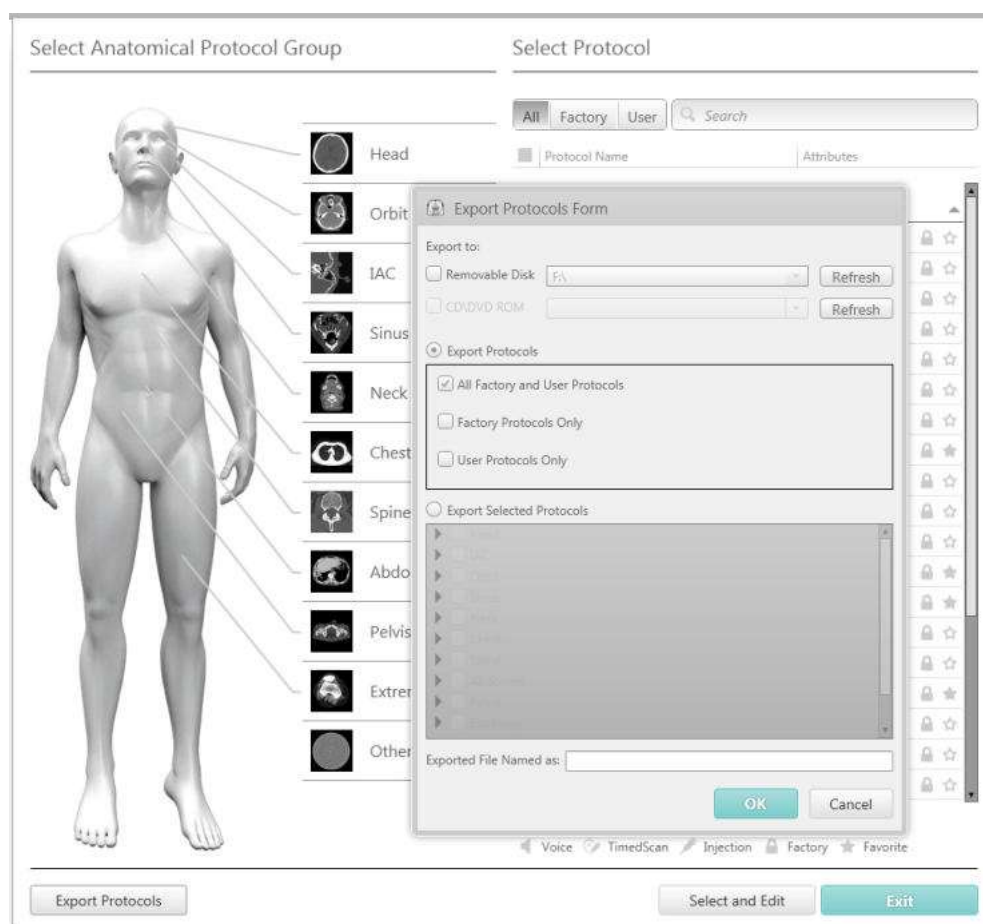 Select Anatomical Protocol Group
Select Protocol
All Factory User Search
Protocol Name Attributes
Head
Orbit
IAC
Sinus
Neck
Chest
Spine
Abdo
Pelvis
Extrem
Other
Export Protocols Form
Export to:
Removable Disk F:\ Refresh
CD\DVD ROM Refresh
Export Protocols
All Factory and User Protocols
Factory Protocols Only
User Protocols Only
Export Selected Protocols
Exported File Named as:
OK Cancel
Voice TimedScan Injection Factory Favorite
Export Protocols Select and Edit Exit